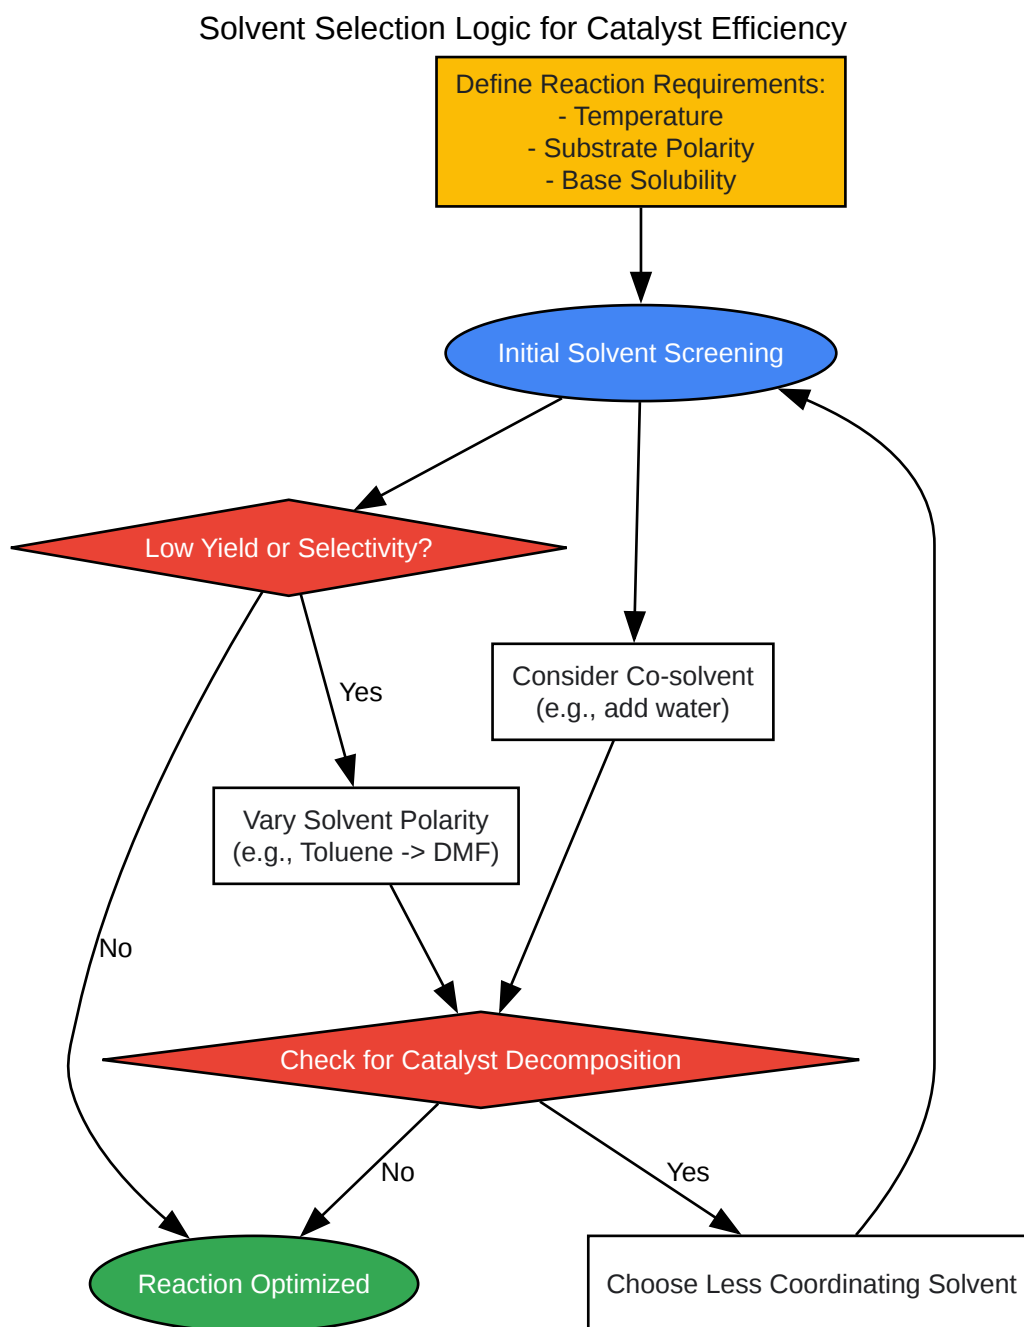 Solvent Selection Logic for Catalyst Efficiency
Define Reaction Requirements:
- Temperature
- Substrate Polarity
- Base Solubility
Initial Solvent Screening
Low Yield or Selectivity?
Consider Co-solvent
(e.g., add water)
Yes
Vary Solvent Polarity
(e.g., Toluene -> DMF)
No
Check for Catalyst Decomposition
No
Yes
Reaction Optimized
Choose Less Coordinating Solvent